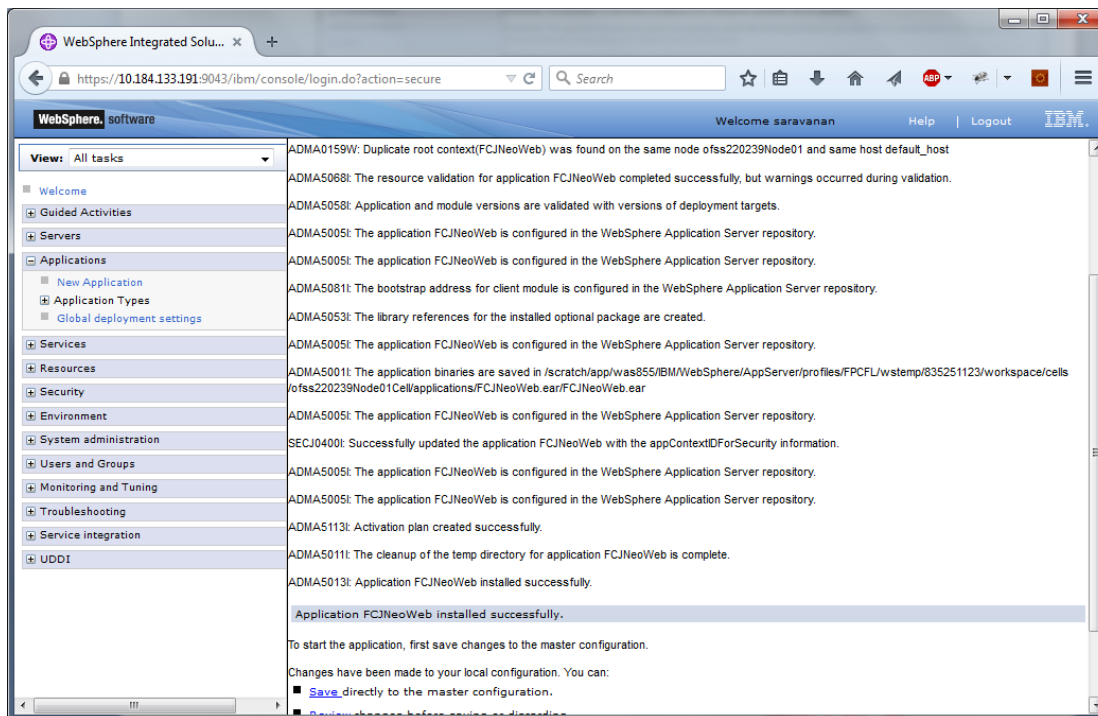 WebSphere Integrated Solu...
https://10.184.133.191:9043/ibm/console/login.do?action=secure
Search
ABP
WebSphere. software
Welcome saravanan
Help | Logout
IBM.
View: All tasks
Welcome
Guided Activities
Servers
Applications
New Application
Application Types
Global deployment settings
Services
Resources
Security
Environment
System administration
Users and Groups
Monitoring and Tuning
Troubleshooting
Service integration
UDDI
ADMA0159W: Duplicate root context(FCJNeoWeb) was found on the same node ofss220239Node01 and same host default_host
ADMA5068I: The resource validation for application FCJNeoWeb completed successfully, but warnings occurred during validation.
ADMA5058I: Application and module versions are validated with versions of deployment targets.
ADMA5005I: The application FCJNeoWeb is configured in the WebSphere Application Server repository.
ADMA5005I: The application FCJNeoWeb is configured in the WebSphere Application Server repository.
ADMA5081I: The bootstrap address for client module is configured in the WebSphere Application Server repository.
ADMA5053I: The library references for the installed optional package are created.
ADMA5005I: The application FCJNeoWeb is configured in the WebSphere Application Server repository.
ADMA5001I: The application binaries are saved in /scratch/app/was855/IBM/WebSphere/AppServer/profiles/FPCFL/wstemp/835251123/workspace/cells
/ofss220239Node01Cell/applications/FCJNeoWeb.ear/FCJNeoWeb.ear
ADMA5005I: The application FCJNeoWeb is configured in the WebSphere Application Server repository.
SECJ0400I: Successfully updated the application FCJNeoWeb with the appContextIDForSecurity information.
ADMA5005I: The application FCJNeoWeb is configured in the WebSphere Application Server repository.
ADMA5005I: The application FCJNeoWeb is configured in the WebSphere Application Server repository.
ADMA5113I: Activation plan created successfully.
ADMA5011I: The cleanup of the temp directory for application FCJNeoWeb is complete.
ADMA5013I: Application FCJNeoWeb installed successfully.
Application FCJNeoWeb installed successfully.
To start the application, first save changes to the master configuration.
Changes have been made to your local configuration. You can:
Save directly to the master configuration.
Review changes before saving or discarding.